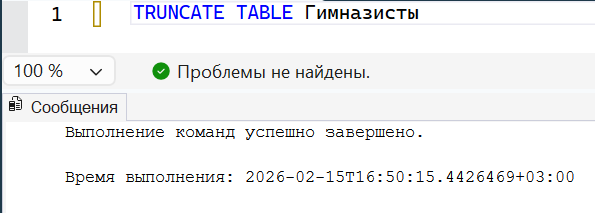 1 TRUNCATE TABLE Гимназисты
100 % Проблемы не найдены.
Сообщения
Выполнение команд успешно завершено.
Время выполнения: 2026-02-15T16:50:15.4426469+03:00